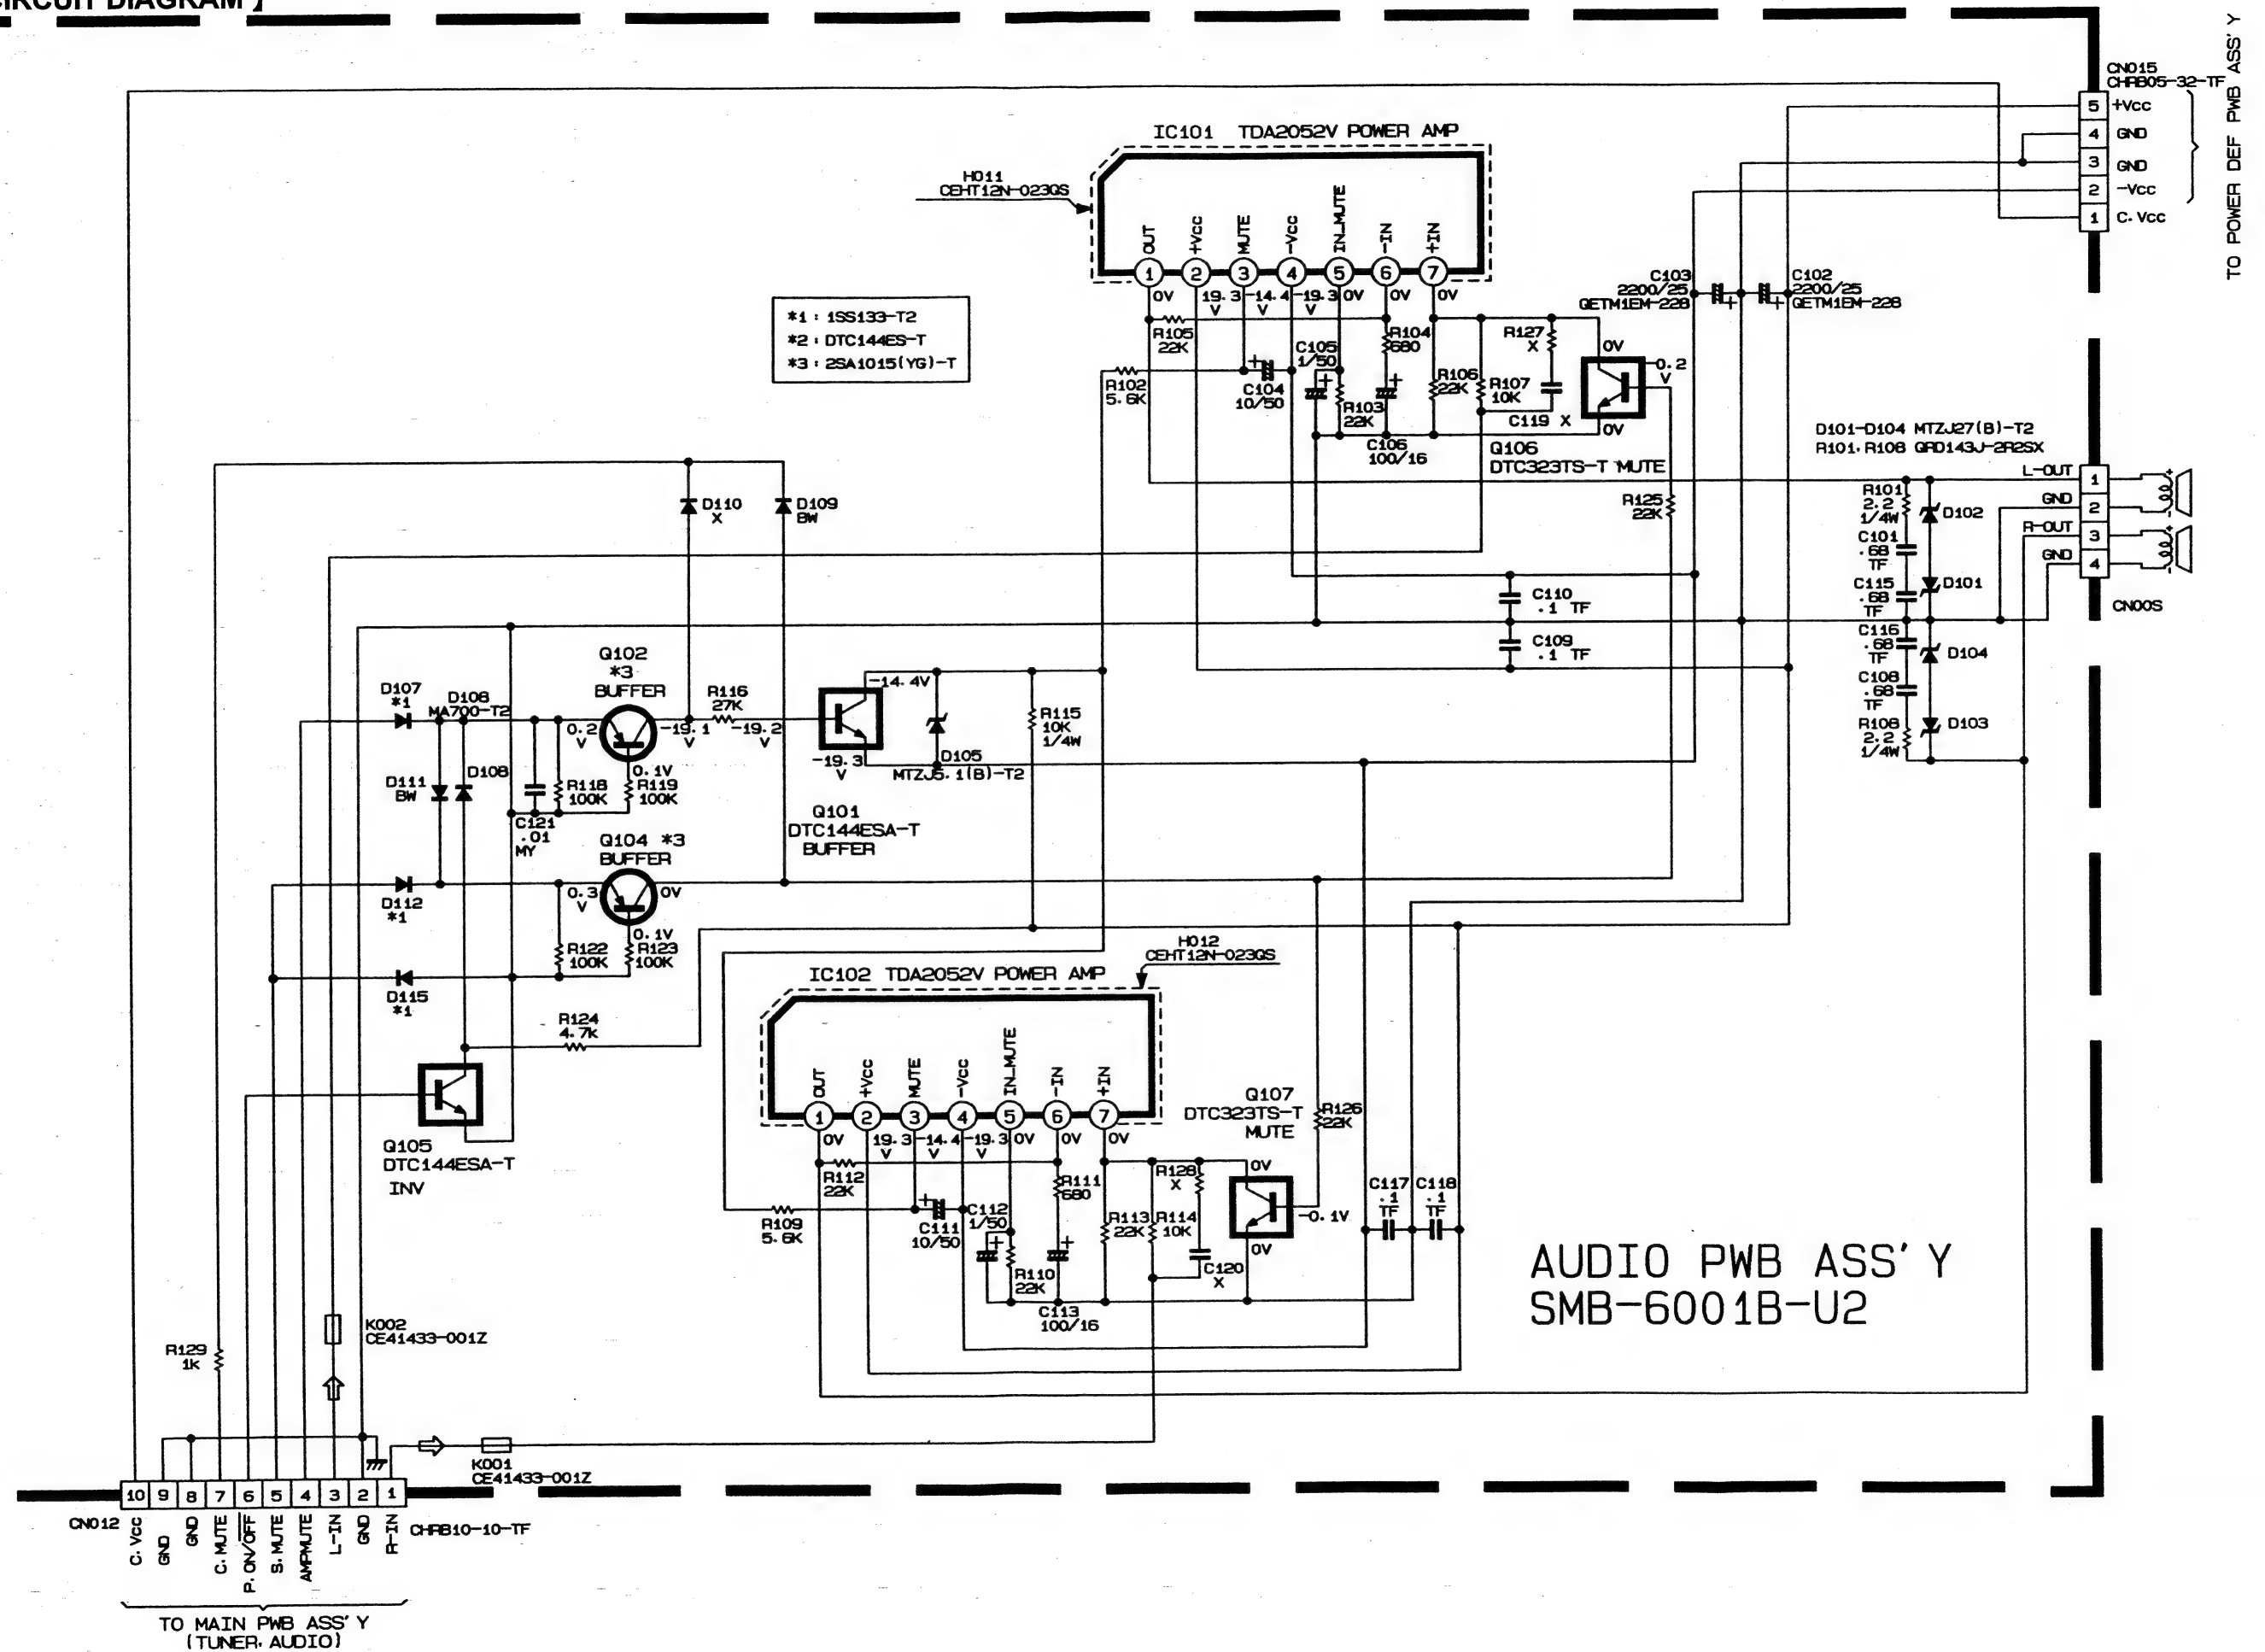 CIRCUIT DIAGRAM】
CN015
CHRB05-32-TF
5 +Vcc
4 GND
3 GND
2 -Vcc
1 C.Vcc
TO POWER DEF PWB ASS'Y
IC101 TDA2052V POWER AMP
H011
CEHT12N-023QS
OUT
+Vcc
MUTE
-Vcc
IN_MUTE
-IN
+IN
1 2 3 4 5 6 7
0V 19.3V -14.4V -19.3V 0V 0V 0V
*1 : 1SS133-T2
*2 : DTC144ES-T
*3 : 2SA1015(YG)-T
C103
2200/25
QETM1EM-228
C102
2200/25
QETM1EM-228
R105
22K
R104
680
C105
1/50
R102
5.6K
C104
10/50
R103
22K
C106
100/16
R106
22K
R107
10K
R127
X
C119 X
0V
-0.2
V
0V
Q106
DTC323TS-T MUTE
R125
22K
D101-D104 MTZJ27(B)-T2
R101,R108 QRD143J-2R2SX
L-OUT 1
GND 2
R-OUT 3
GND 4
CN00S
R101
2.2
1/4W
D102
C101
.68
TF
C115
.68
TF
D101
C116
.68
TF
D104
C108
.68
TF
R108
2.2
1/4W
D103
D110
X
D109
BW
C110
.1 TF
C109
.1 TF
Q102
*3
BUFFER
D107
*1
D108
MA700-T2
0.2
V
-19.1
V
R116
27K
-19.2
V
-14.4V
-19.3
V
D105
MTZJ5.1(B)-T2
R115
10K
1/4W
D111
BW
D108
0.1V
R118
100K
R119
100K
C121
.01
MY
Q101
DTC144ESA-T
BUFFER
Q104 *3
BUFFER
D112
*1
0.3
V
0V
0.1V
R122
100K
R123
100K
D115
*1
R124
4.7K
Q105
DTC144ESA-T
INV
H012
CEHT12N-023QS
IC102 TDA2052V POWER AMP
OUT
+Vcc
MUTE
-Vcc
IN_MUTE
-IN
+IN
1 2 3 4 5 6 7
0V 19.3V -14.4V -19.3V 0V 0V 0V
Q107
DTC323TS-T
MUTE
R126
22K
R112
22K
R111
680
R109
5.6K
C111
10/50
C112
1/50
R110
22K
C113
100/16
R113
22K
R114
10K
R128
X
C120
X
0V
-0.1V
0V
C117
.1
TF
C118
.1
TF
AUDIO PWB ASS'Y
SMB-6001B-U2
K002
CE41433-001Z
R129
1K
K001
CE41433-001Z
10 9 8 7 6 5 4 3 2 1
CN012
CHRB10-10-TF
C.Vcc
GND
GND
C.MUTE
P.ON/OFF
S.MUTE
AMPMUTE
L-IN
GND
R-IN
TO MAIN PWB ASS'Y
(TUNER,AUDIO)